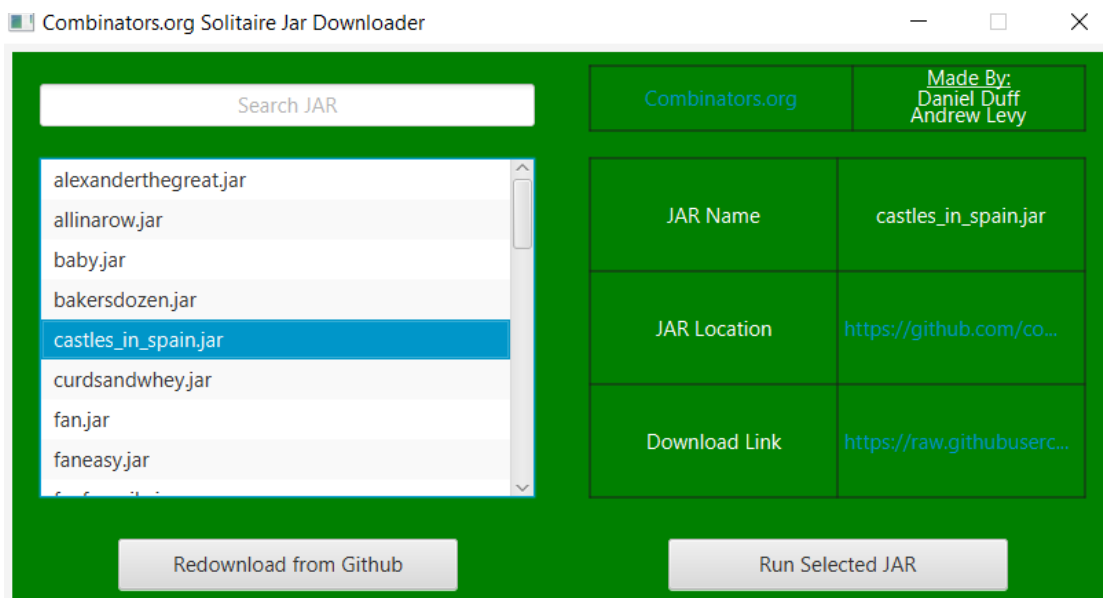 Combinators.org Solitaire Jar Downloader
Search JAR
Combinators.org
Made By:
Daniel Duff
Andrew Levy
alexanderthegreat.jar
allinarow.jar
baby.jar
bakersdozen.jar
castles_in_spain.jar
curdsandwhey.jar
fan.jar
faneasy.jar
JAR Name
castles_in_spain.jar
JAR Location
https://github.com/co...
Download Link
https://raw.githubuserc...
Redownload from Github
Run Selected JAR